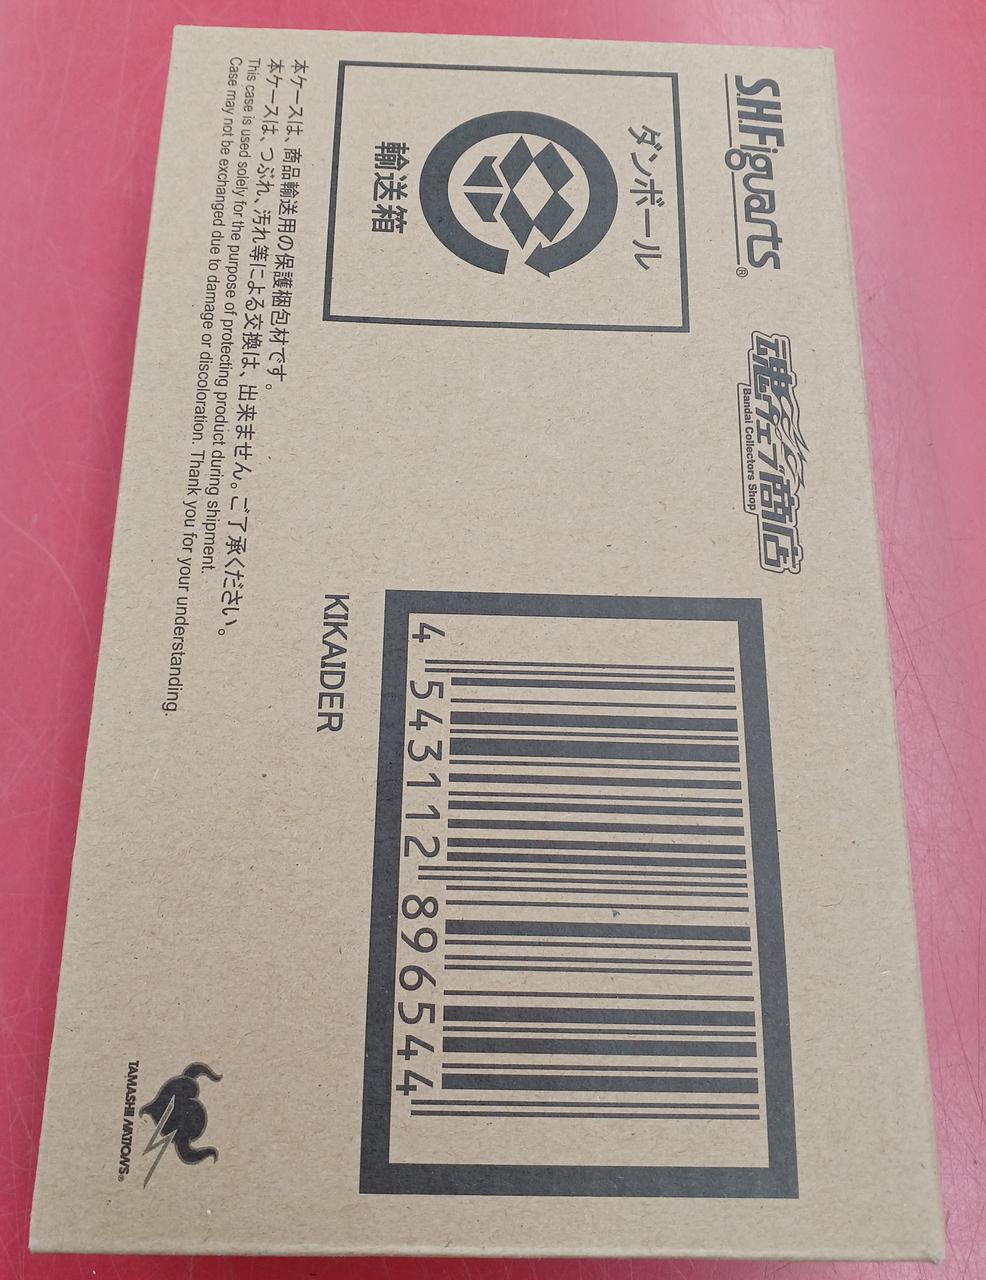 S.H.Figuarts®
魂ウェブ商店
Bandai Collectors Shop
ダンボール
輸送箱
4 543112 896544
KIKAIDER
本ケースは、商品輸送用の保護梱包材です。
本ケースは、つぶれ、汚れ等による交換は、出来ません。ご了承ください。
This case is used solely for the purpose of protecting product during shipment.
Case may not be exchanged due to damage or discoloration. Thank you for your understanding.
TAMASHII NATIONS®